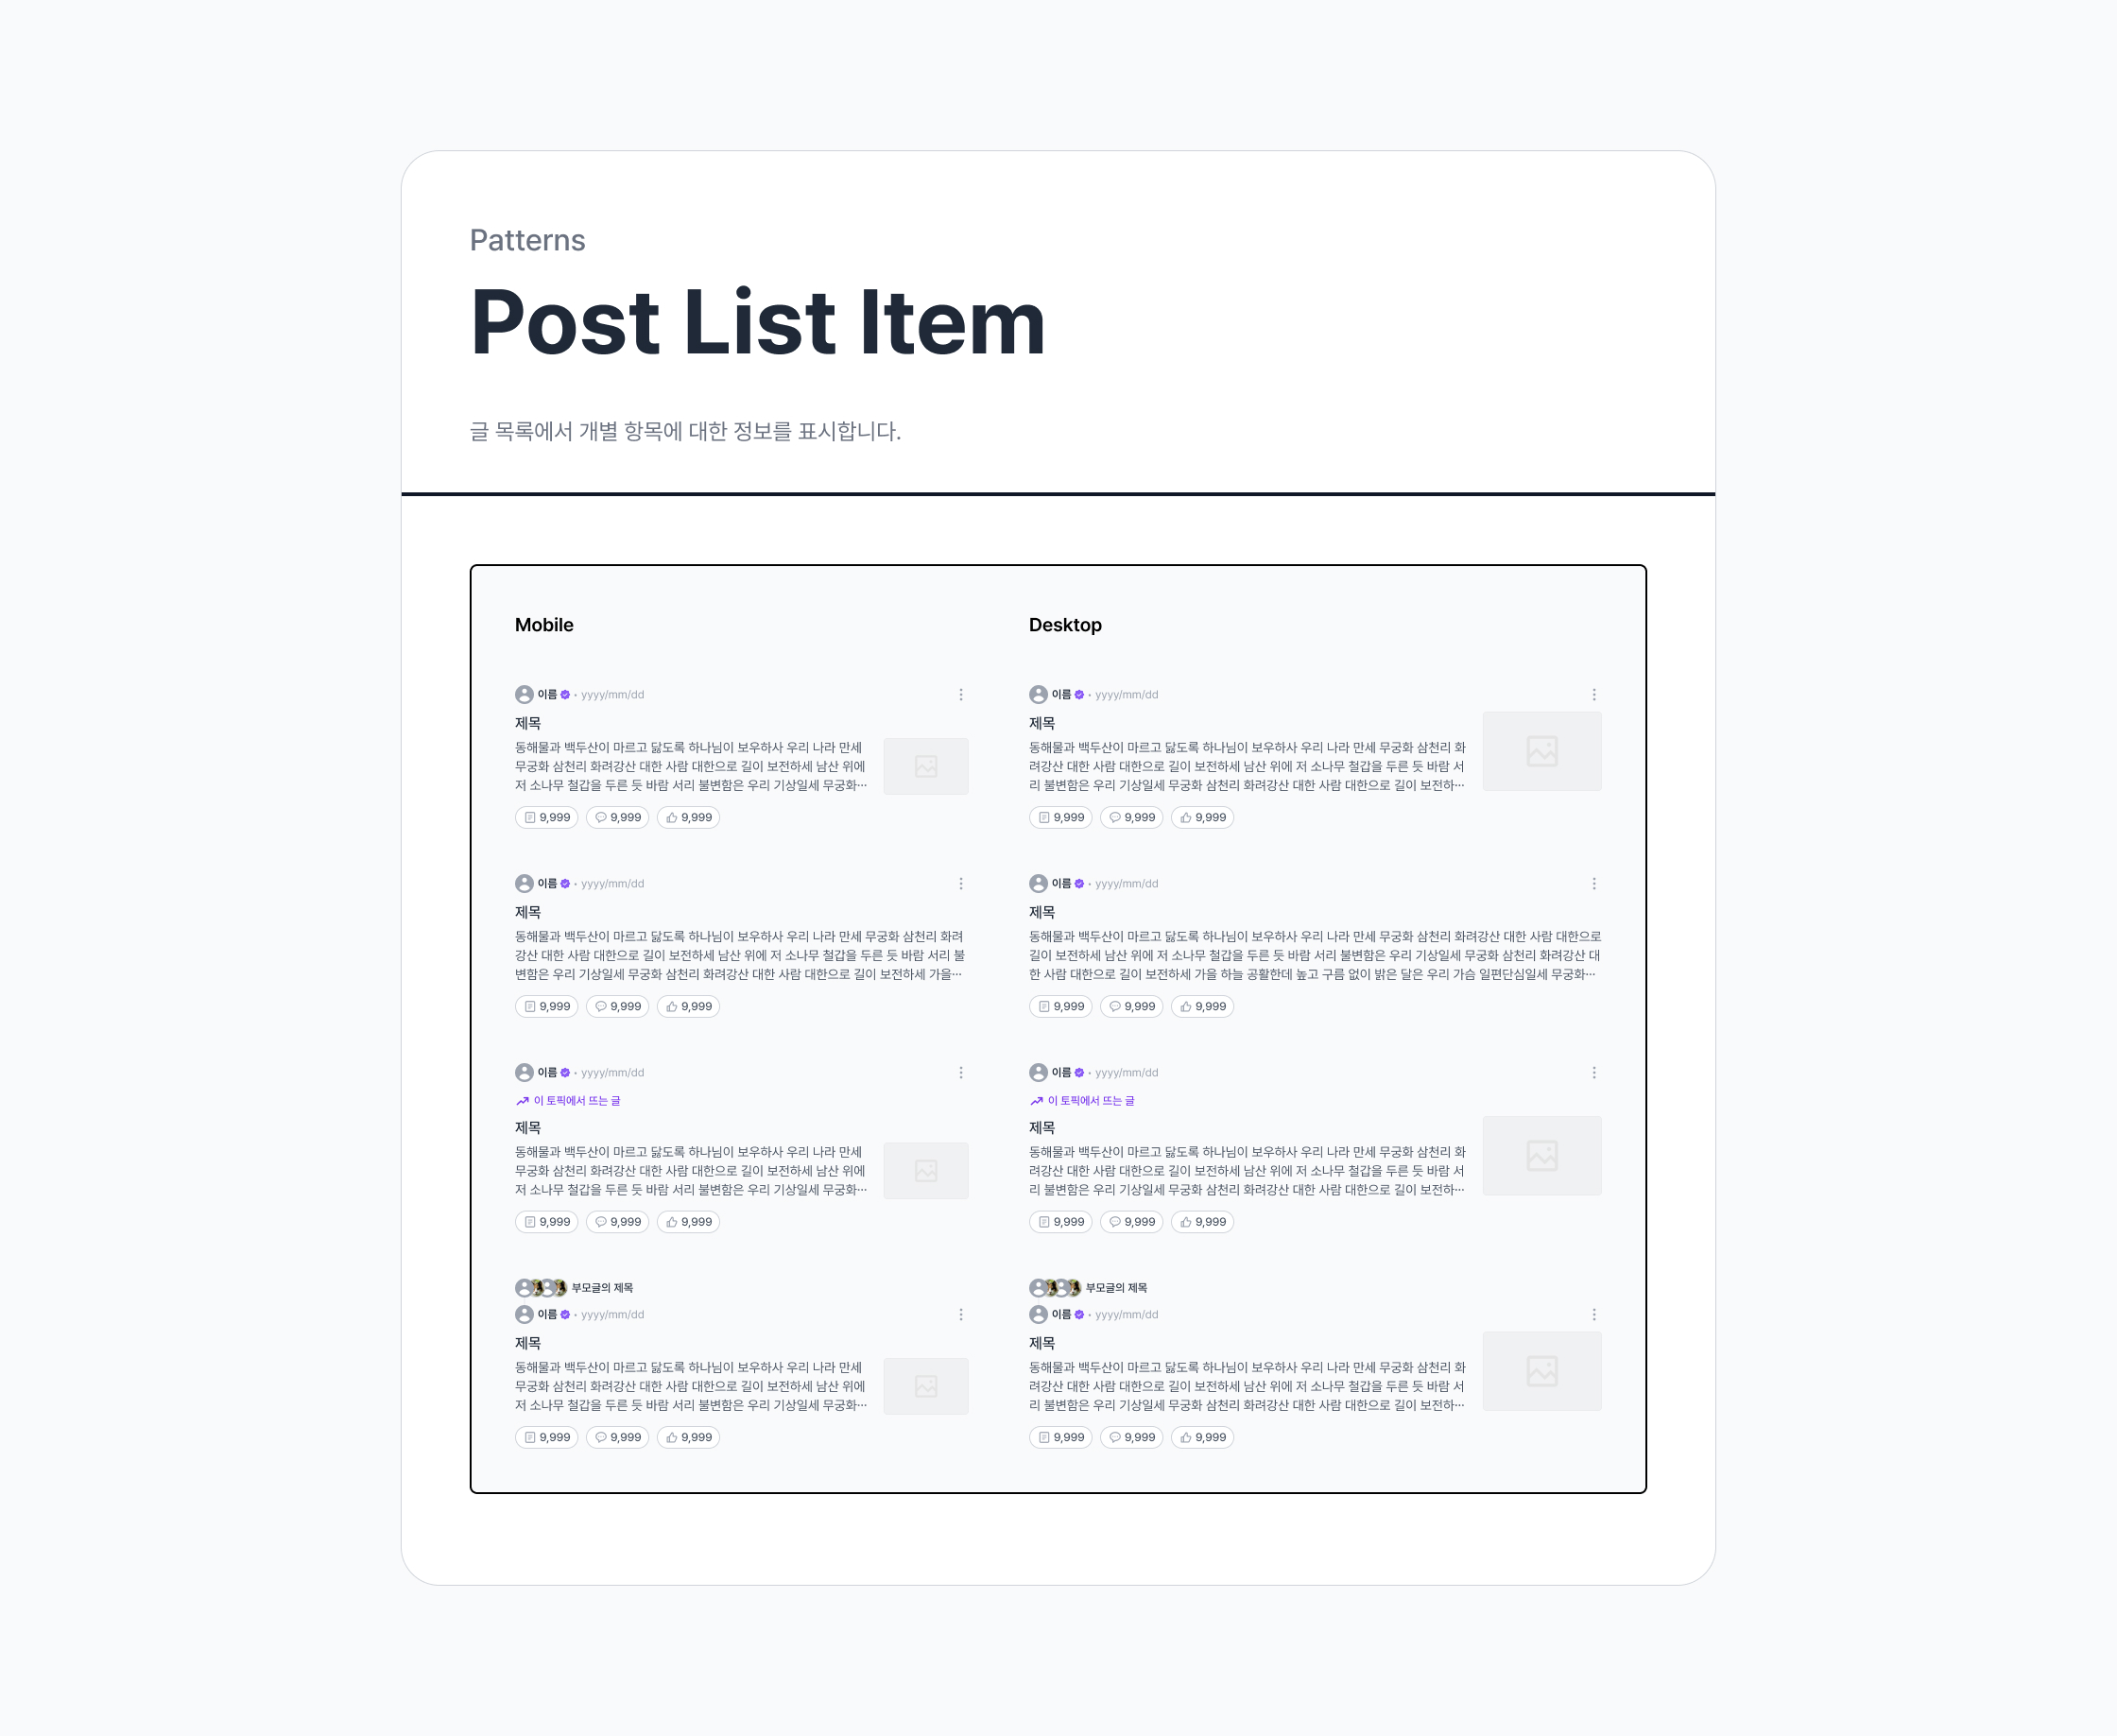 Patterns
Post List Item
글 목록에서 개별 항목에 대한 정보를 표시합니다.
Mobile
이름 • yyyy/mm/dd
제목
동해물과 백두산이 마르고 닳도록 하나님이 보우하사 우리 나라 만세
무궁화 삼천리 화려강산 대한 사람 대한으로 길이 보전하세 남산 위에
저 소나무 철갑을 두른 듯 바람 서리 불변함은 우리 기상일세 무궁화…
9,999 9,999 9,999
이름 • yyyy/mm/dd
제목
동해물과 백두산이 마르고 닳도록 하나님이 보우하사 우리 나라 만세 무궁화 삼천리 화려
강산 대한 사람 대한으로 길이 보전하세 남산 위에 저 소나무 철갑을 두른 듯 바람 서리 불
변함은 우리 기상일세 무궁화 삼천리 화려강산 대한 사람 대한으로 길이 보전하세 가을…
9,999 9,999 9,999
이름 • yyyy/mm/dd
이 토픽에서 뜨는 글
제목
동해물과 백두산이 마르고 닳도록 하나님이 보우하사 우리 나라 만세
무궁화 삼천리 화려강산 대한 사람 대한으로 길이 보전하세 남산 위에
저 소나무 철갑을 두른 듯 바람 서리 불변함은 우리 기상일세 무궁화…
9,999 9,999 9,999
부모글의 제목
이름 • yyyy/mm/dd
제목
동해물과 백두산이 마르고 닳도록 하나님이 보우하사 우리 나라 만세
무궁화 삼천리 화려강산 대한 사람 대한으로 길이 보전하세 남산 위에
저 소나무 철갑을 두른 듯 바람 서리 불변함은 우리 기상일세 무궁화…
9,999 9,999 9,999
Desktop
이름 • yyyy/mm/dd
제목
동해물과 백두산이 마르고 닳도록 하나님이 보우하사 우리 나라 만세 무궁화 삼천리 화
려강산 대한 사람 대한으로 길이 보전하세 남산 위에 저 소나무 철갑을 두른 듯 바람 서
리 불변함은 우리 기상일세 무궁화 삼천리 화려강산 대한 사람 대한으로 길이 보전하…
9,999 9,999 9,999
이름 • yyyy/mm/dd
제목
동해물과 백두산이 마르고 닳도록 하나님이 보우하사 우리 나라 만세 무궁화 삼천리 화려강산 대한 사람 대한으로
길이 보전하세 남산 위에 저 소나무 철갑을 두른 듯 바람 서리 불변함은 우리 기상일세 무궁화 삼천리 화려강산 대
한 사람 대한으로 길이 보전하세 가을 하늘 공활한데 높고 구름 없이 밝은 달은 우리 가슴 일편단심일세 무궁화…
9,999 9,999 9,999
이름 • yyyy/mm/dd
이 토픽에서 뜨는 글
제목
동해물과 백두산이 마르고 닳도록 하나님이 보우하사 우리 나라 만세 무궁화 삼천리 화
려강산 대한 사람 대한으로 길이 보전하세 남산 위에 저 소나무 철갑을 두른 듯 바람 서
리 불변함은 우리 기상일세 무궁화 삼천리 화려강산 대한 사람 대한으로 길이 보전하…
9,999 9,999 9,999
부모글의 제목
이름 • yyyy/mm/dd
제목
동해물과 백두산이 마르고 닳도록 하나님이 보우하사 우리 나라 만세 무궁화 삼천리 화
려강산 대한 사람 대한으로 길이 보전하세 남산 위에 저 소나무 철갑을 두른 듯 바람 서
리 불변함은 우리 기상일세 무궁화 삼천리 화려강산 대한 사람 대한으로 길이 보전하…
9,999 9,999 9,999